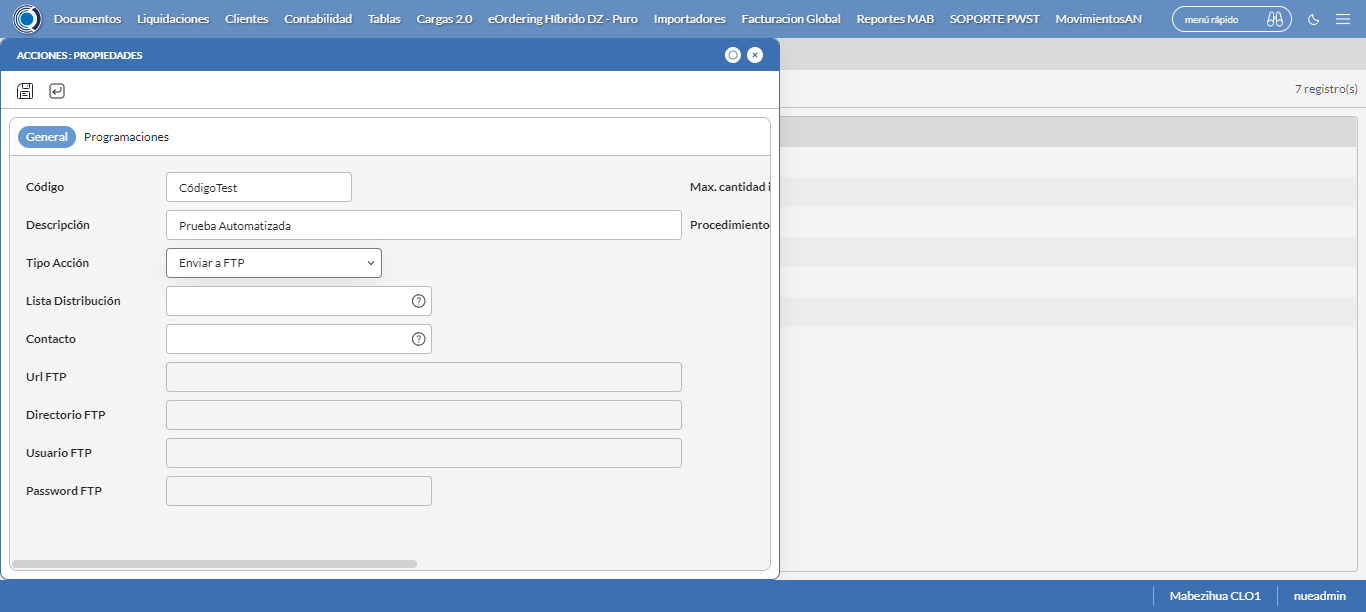 Documentos Liquidaciones Clientes Contabilidad Tablas Cargas 2.0 eOrdering Híbrido DZ - Puro Importadores Facturacion Global Reportes MAB SOPORTE PWST MovimientosAN menú rápido
ACCIONES : PROPIEDADES
7 registro(s)
General Programaciones
Código CódigoTest Max. cantidad i
Descripción Prueba Automatizada Procedimiento
Tipo Acción Enviar a FTP
Lista Distribución
Contacto
Url FTP
Directorio FTP
Usuario FTP
Password FTP
Mabezihua CLO1 nueadmin